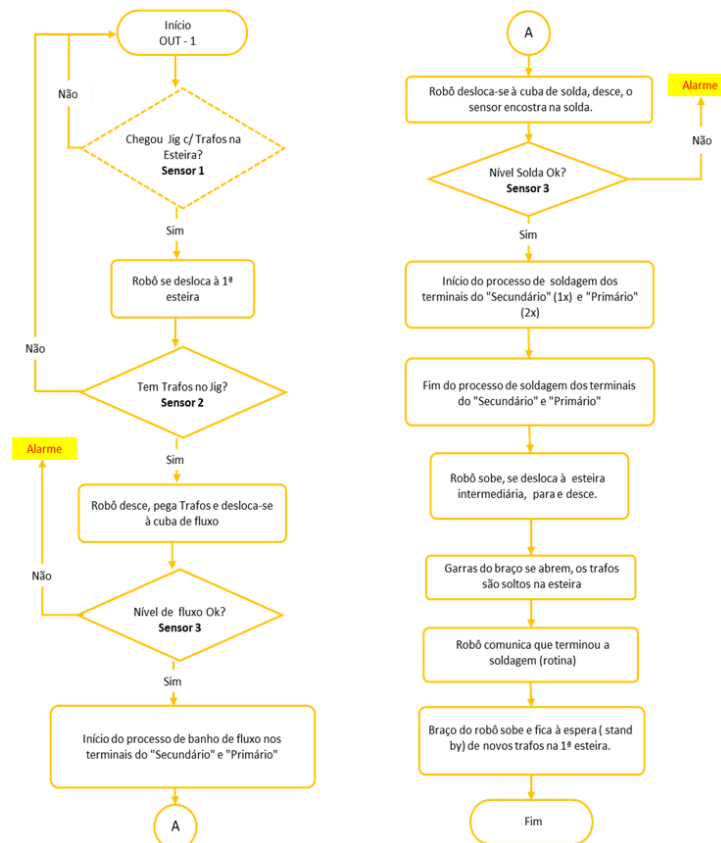 Início
OUT - 1
Não
Chegou Jig c/ Trafos na
Esteira?
Sensor 1
Sim
Robô se desloca à 1ª
esteira
Não
Tem Trafos no Jig?
Sensor 2
Sim
Alarme
Robô desce, pega Trafos e desloca-se
à cuba de fluxo
Não
Nível de fluxo Ok?
Sensor 3
Sim
Início do processo de banho de fluxo nos
terminais do "Secundário" e "Primário"
A
A
Robô desloca-se à cuba de solda, desce, o
sensor encostra na solda.
Alarme
Não
Nível Solda Ok?
Sensor 3
Sim
Início do processo de soldagem dos
terminais do "Secundário" (1x) e "Primário"
(2x)
Fim do processo de soldagem dos terminais
do "Secundário" e "Primário"
Robô sobe, se desloca à esteira
intermediária, para e desce.
Garras do braço se abrem, os trafos
são soltos na esteira
Robô comunica que terminou a
soldagem (rotina)
Braço do robô sobe e fica à espera ( stand
by) de novos trafos na 1ª esteira.
Fim